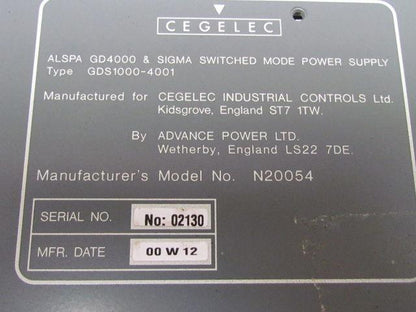 CEGELEC
ALSPA GD4000 & SIGMA SWITCHED MODE POWER SUPPLY
Type GDS1000-4001
Manufactured for CEGELEC INDUSTRIAL CONTROLS Ltd.
Kidsgrove, England ST7 1TW.
By ADVANCE POWER LTD.
Wetherby, England LS22 7DE.
Manufacturer's Model No. N20054
SERIAL NO. No: 02130
MFR. DATE 00 W 12